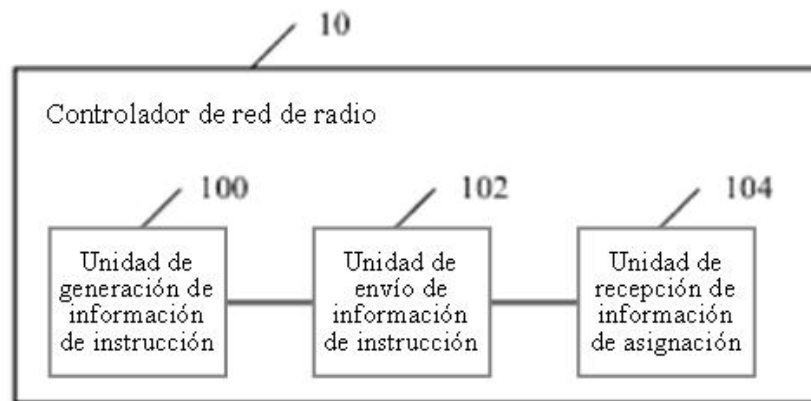 10
Controlador de red de radio
100
102
104
Unidad de
generación de
información
de instrucción
Unidad de
envío de
información
de instrucción
Unidad de
recepción de
información
de asignación